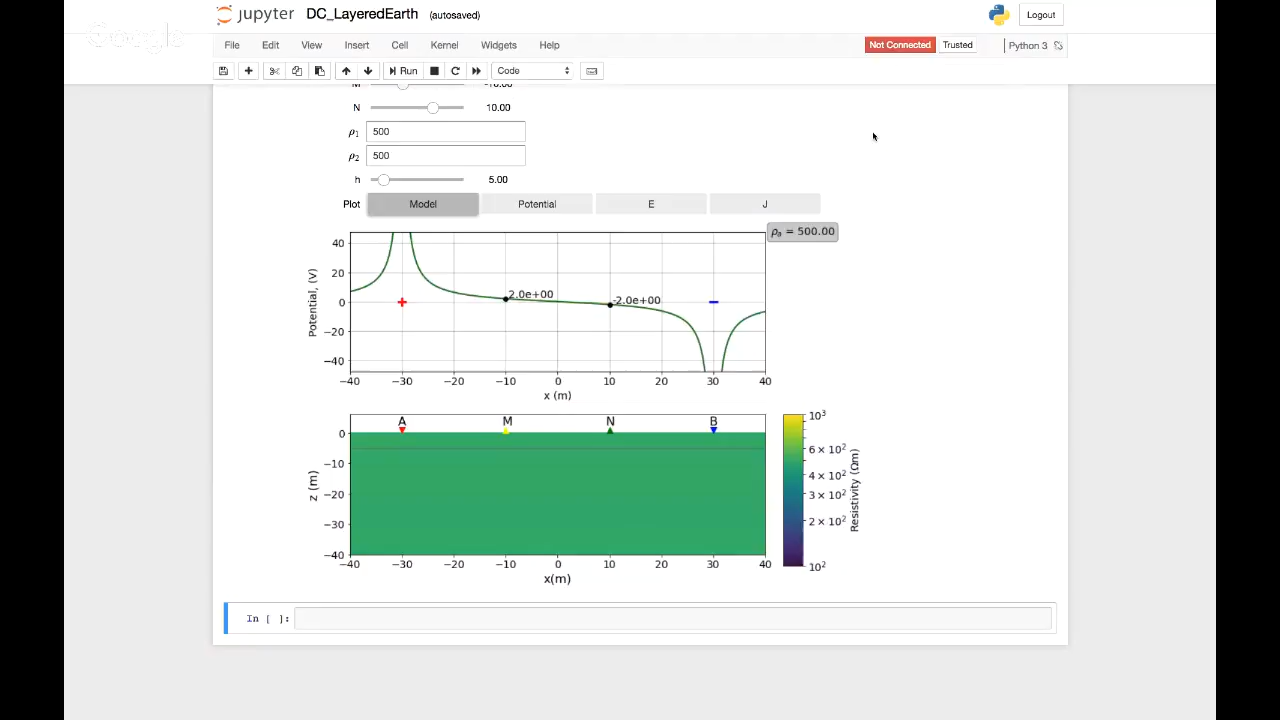 jupyter DC_LayeredEarth (autosaved) Logout
Google
File Edit View Insert Cell Kernel Widgets Help Not Connected Trusted Python 3
Run Code
M -10.00
N 10.00
ρ1 500
ρ2 500
h 5.00
Plot Model Potential E J
ρa = 500.00
Potential, (V)
40
20
0
−20
−40
2.0e+00
-2.0e+00
+
−
−40 −30 −20 −10 0 10 20 30 40
x (m)
A M N B
z (m)
0
−10
−20
−30
−40
−40 −30 −20 −10 0 10 20 30 40
x(m)
10³
6 × 10²
4 × 10²
3 × 10²
2 × 10²
10²
Resistivity (Ωm)
In [ ]: